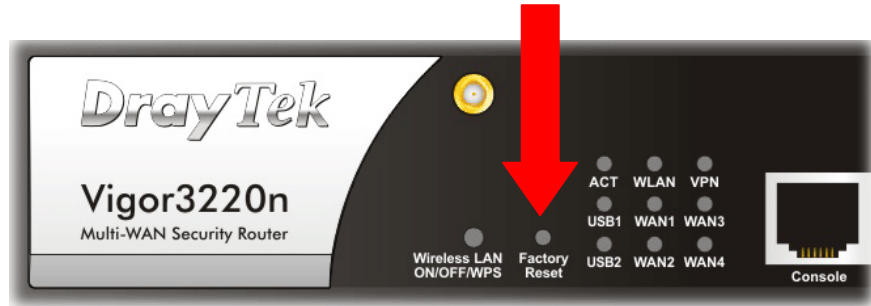 DrayTek
Vigor3220n
Multi-WAN Security Router
Wireless LAN
ON/OFF/WPS
Factory
Reset
ACT WLAN VPN
USB1 WAN1 WAN3
USB2 WAN2 WAN4
Console